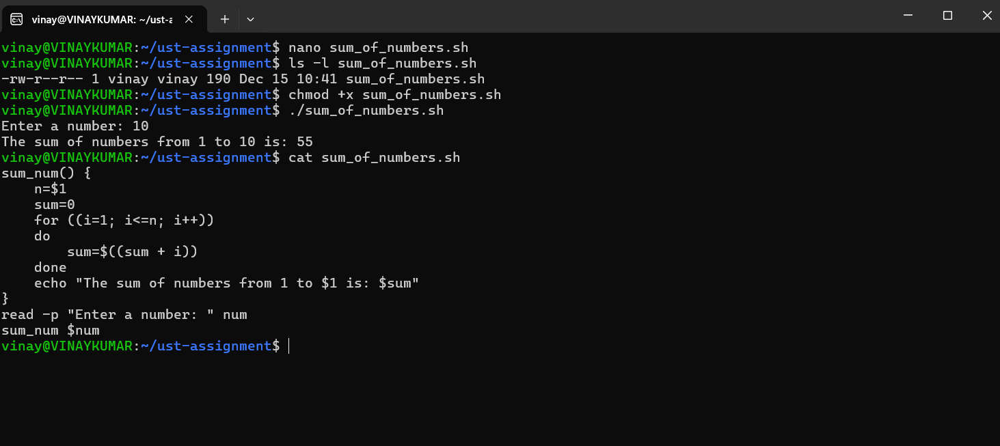 vinay@VINAYKUMAR: ~/ust-a
vinay@VINAYKUMAR:~/ust-assignment$ nano sum_of_numbers.sh
vinay@VINAYKUMAR:~/ust-assignment$ ls -l sum_of_numbers.sh
-rw-r--r-- 1 vinay vinay 190 Dec 15 10:41 sum_of_numbers.sh
vinay@VINAYKUMAR:~/ust-assignment$ chmod +x sum_of_numbers.sh
vinay@VINAYKUMAR:~/ust-assignment$ ./sum_of_numbers.sh
Enter a number: 10
The sum of numbers from 1 to 10 is: 55
vinay@VINAYKUMAR:~/ust-assignment$ cat sum_of_numbers.sh
sum_num() {
    n=$1
    sum=0
    for ((i=1; i<=n; i++))
    do
        sum=$((sum + i))
    done
    echo "The sum of numbers from 1 to $1 is: $sum"
}
read -p "Enter a number: " num
sum_num $num
vinay@VINAYKUMAR:~/ust-assignment$